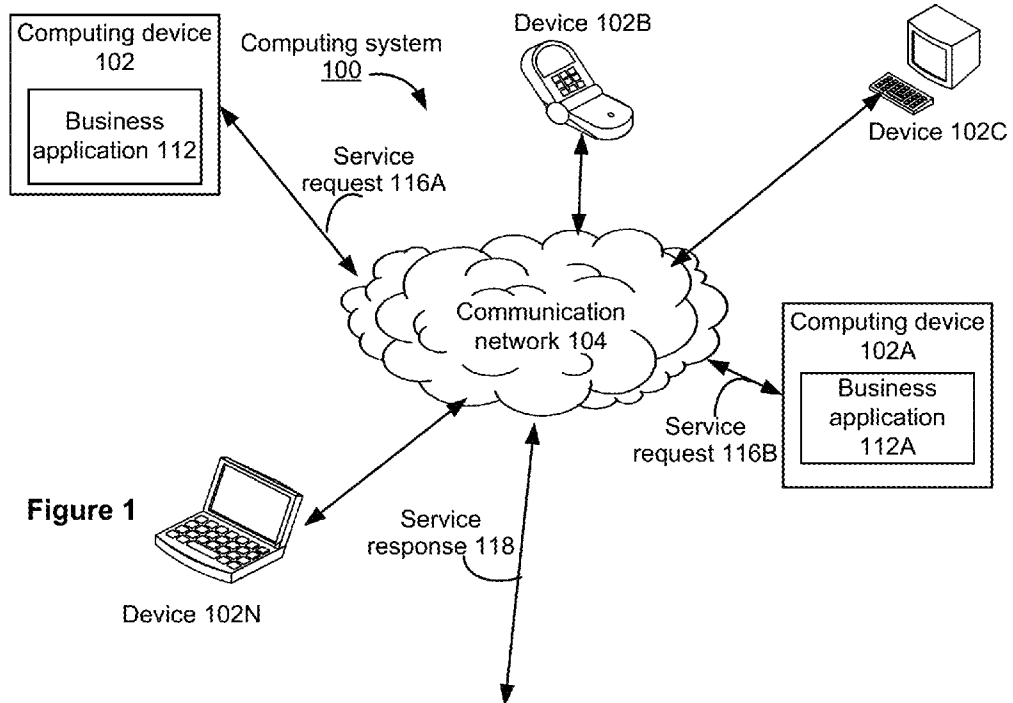 Computing device
102
Business
application 112
Computing system
100
Device 102B
Device 102C
Service
request 116A
Communication
network 104
Computing device
102A
Business
application
112A
Service
request 116B
Figure 1
Service
response 118
Device 102N